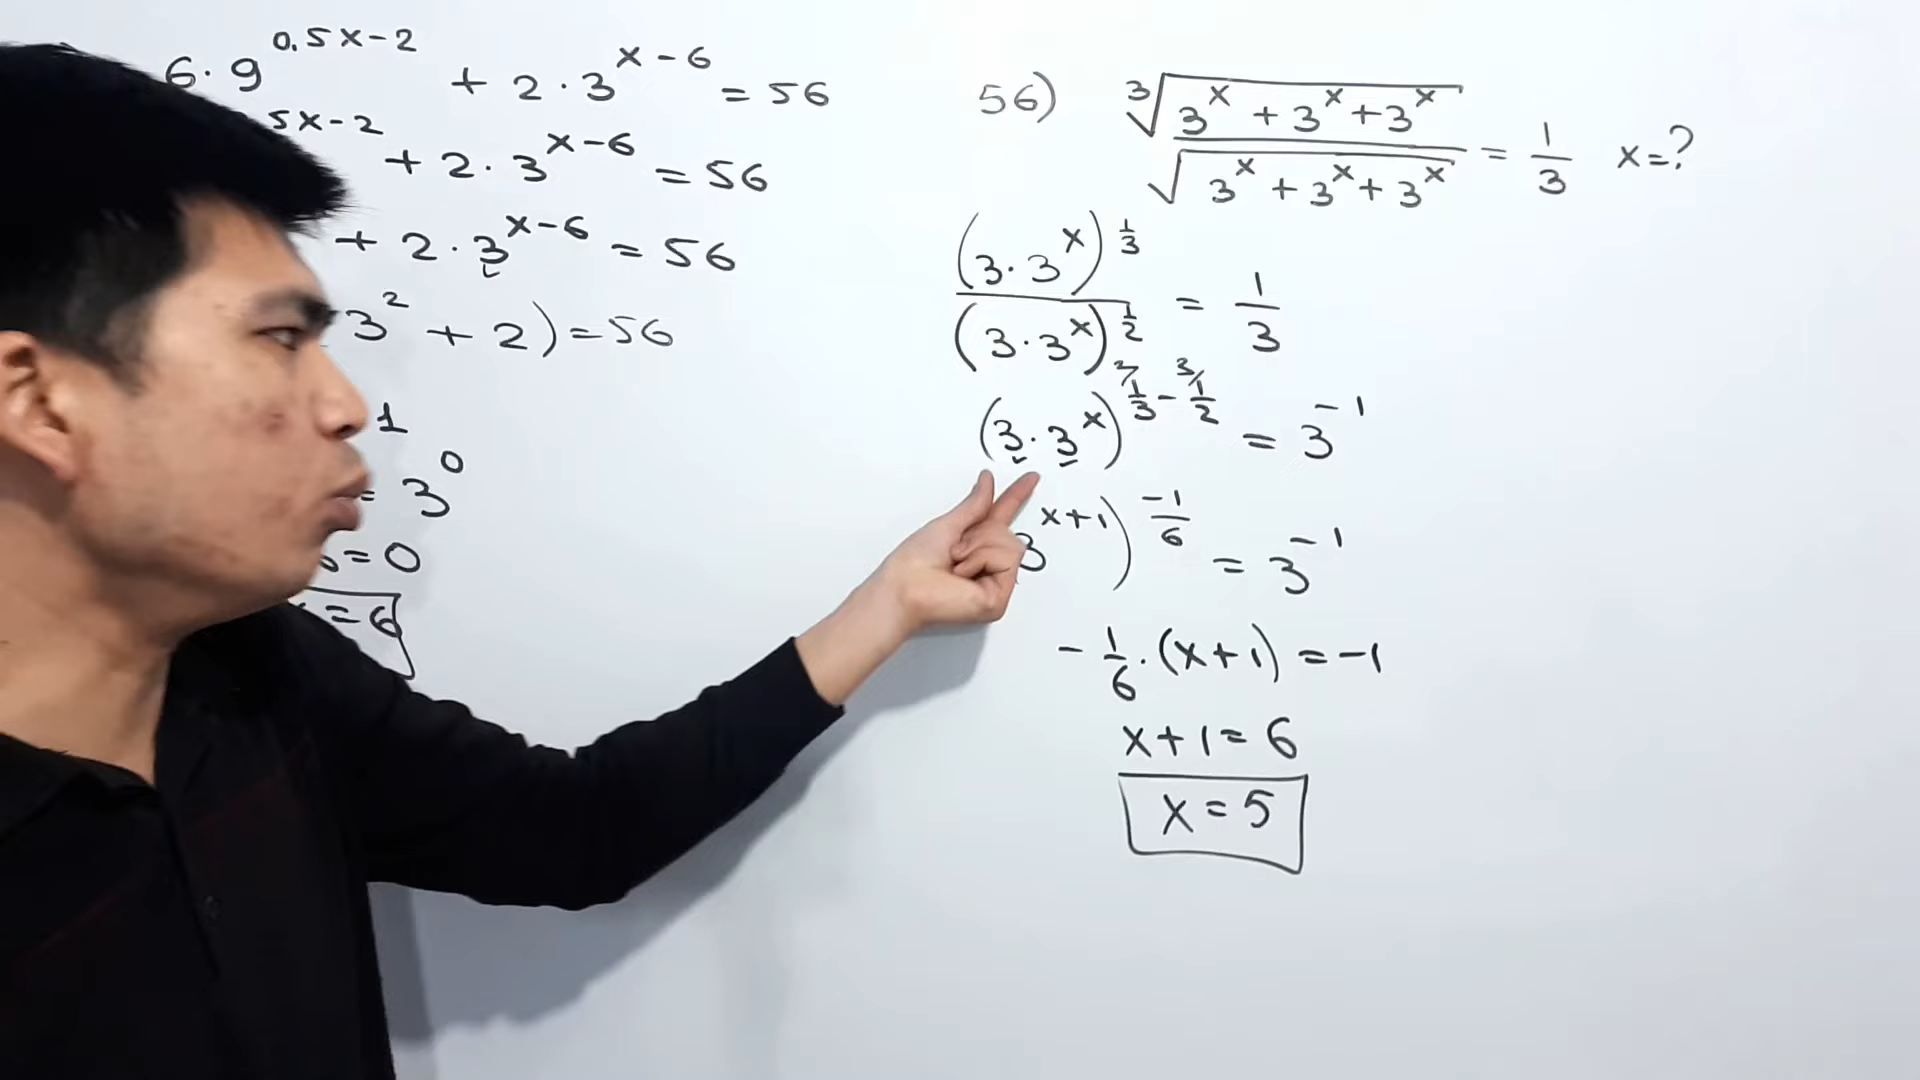 6·9^{0.5x-2} + 2·3^{x-6} = 56
5x-2 + 2·3^{x-6} = 56
+ 2·3^{x-6} = 56
3² + 2) = 56
1
= 3⁰
6 = 0
= 6
56) ∛(3^x + 3^x + 3^x) / √(3^x + 3^x + 3^x) = 1/3 x = ?
(3·3^x)^{1/3} / (3·3^x)^{1/2} = 1/3
(3·3^x)^{2/ 1/3 - 3/ 1/2} = 3^{-1}
3^{x+1})^{-1/6} = 3^{-1}
- 1/6 · (x+1) = -1
x+1 = 6
x = 5